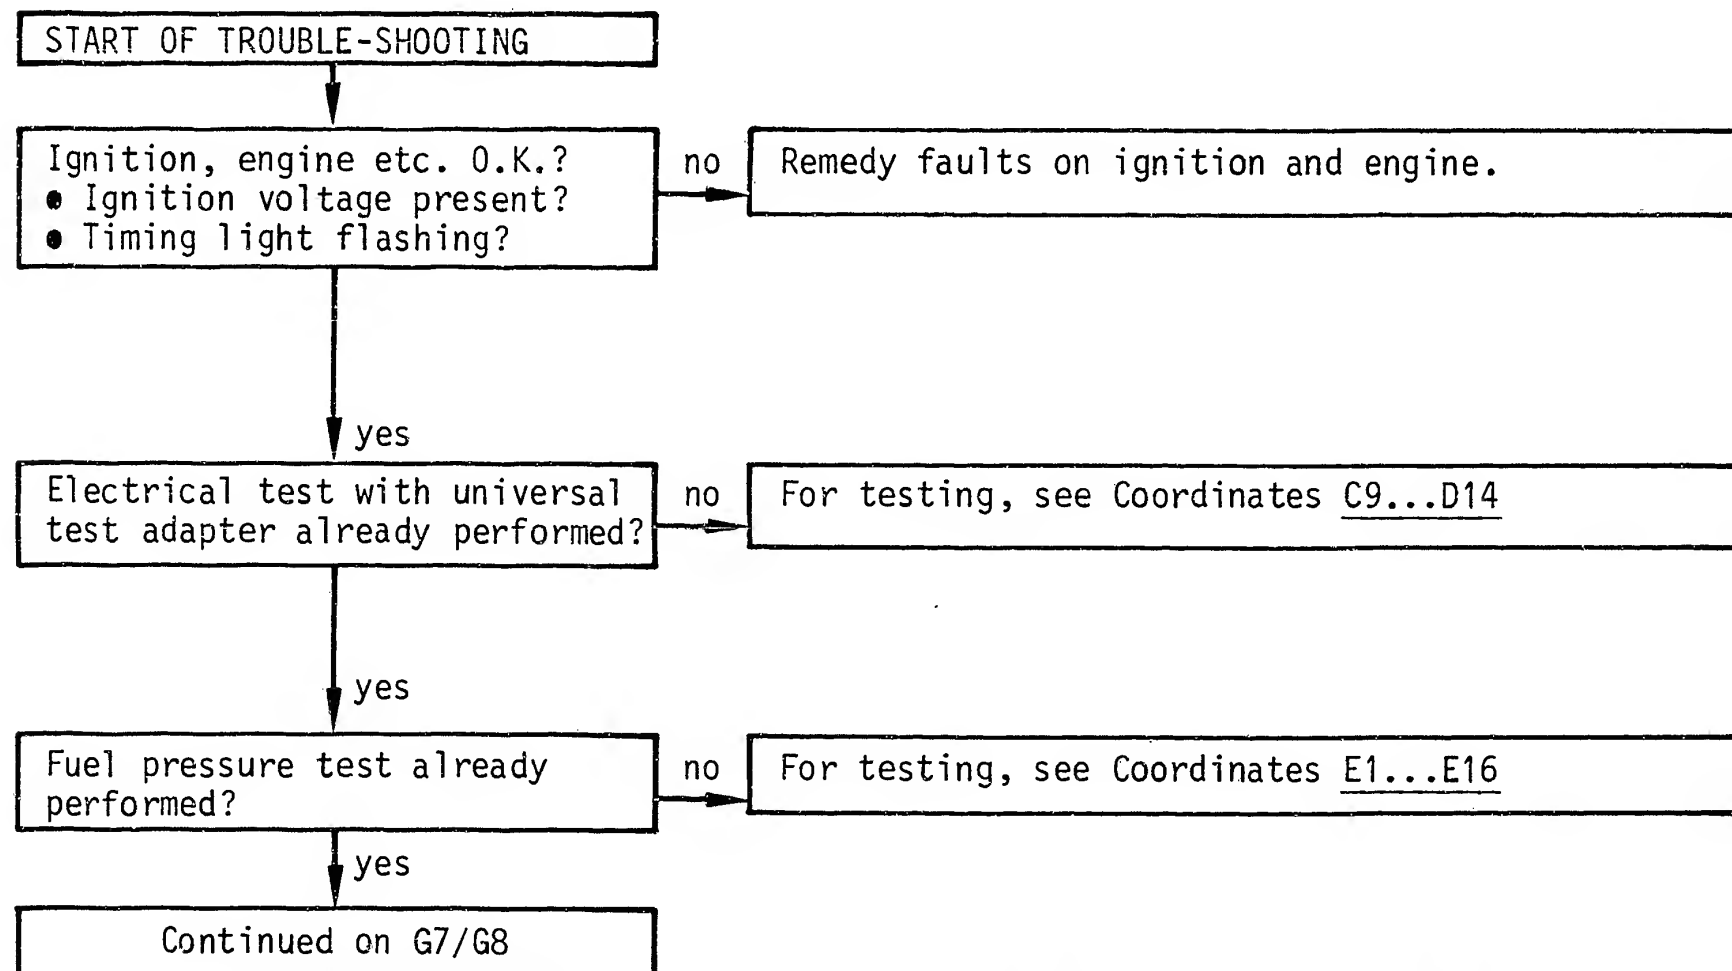 START OF TROUBLE-SHOOTING
Ignition, engine etc. O.K.?
● Ignition voltage present?
● Timing light flashing?
no
Remedy faults on ignition and engine.
yes
Electrical test with universal
test adapter already performed?
no
For testing, see Coordinates C9...D14
yes
Fuel pressure test already
performed?
no
For testing, see Coordinates E1...E16
yes
Continued on G7/G8